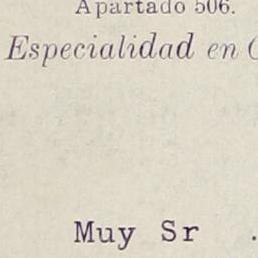 Apartado 506.
Especialidad en
Muy Sr .